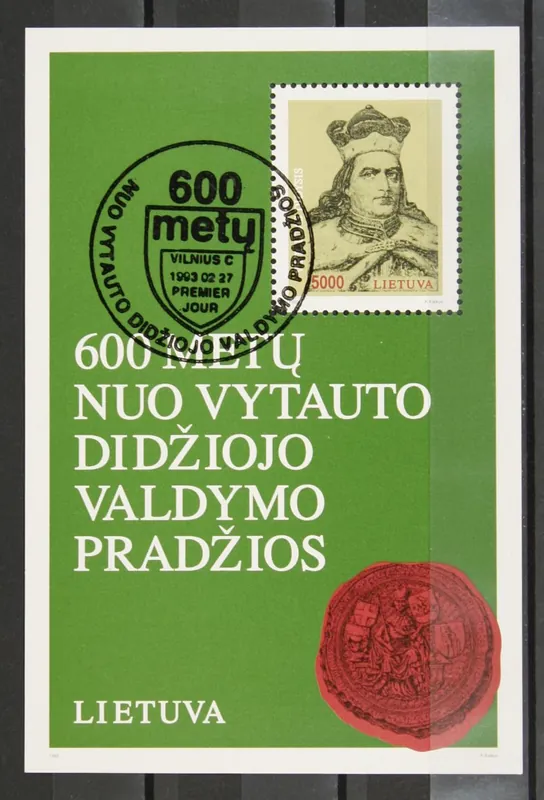 600
metų
VILNIUS C
1993 02 27
PREMIER
JOUR
NUO VYTAUTO DIDŽIOJO VALDYMO PRADŽIOS
5000 LIETUVA
600 METŲ
NUO VYTAUTO
DIDŽIOJO
VALDYMO
PRADŽIOS
LIETUVA